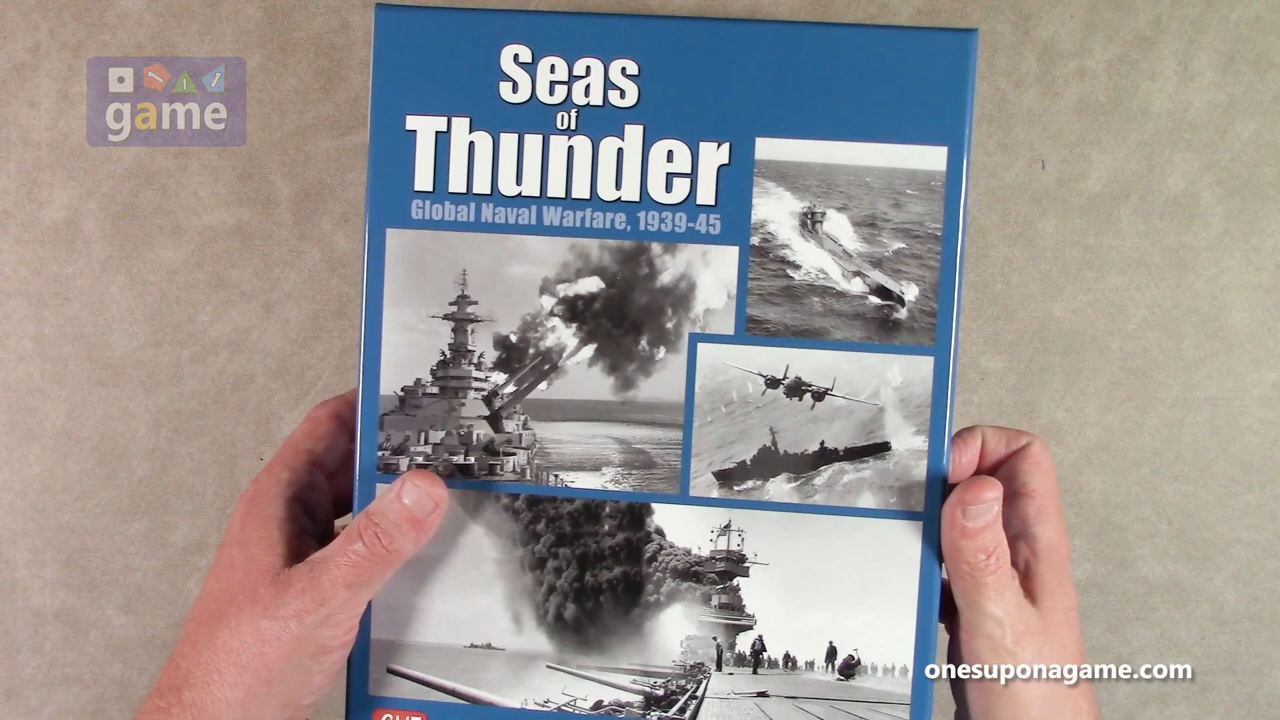 game
Seas
of
Thunder
Global Naval Warfare, 1939-45
onesuponagame.com